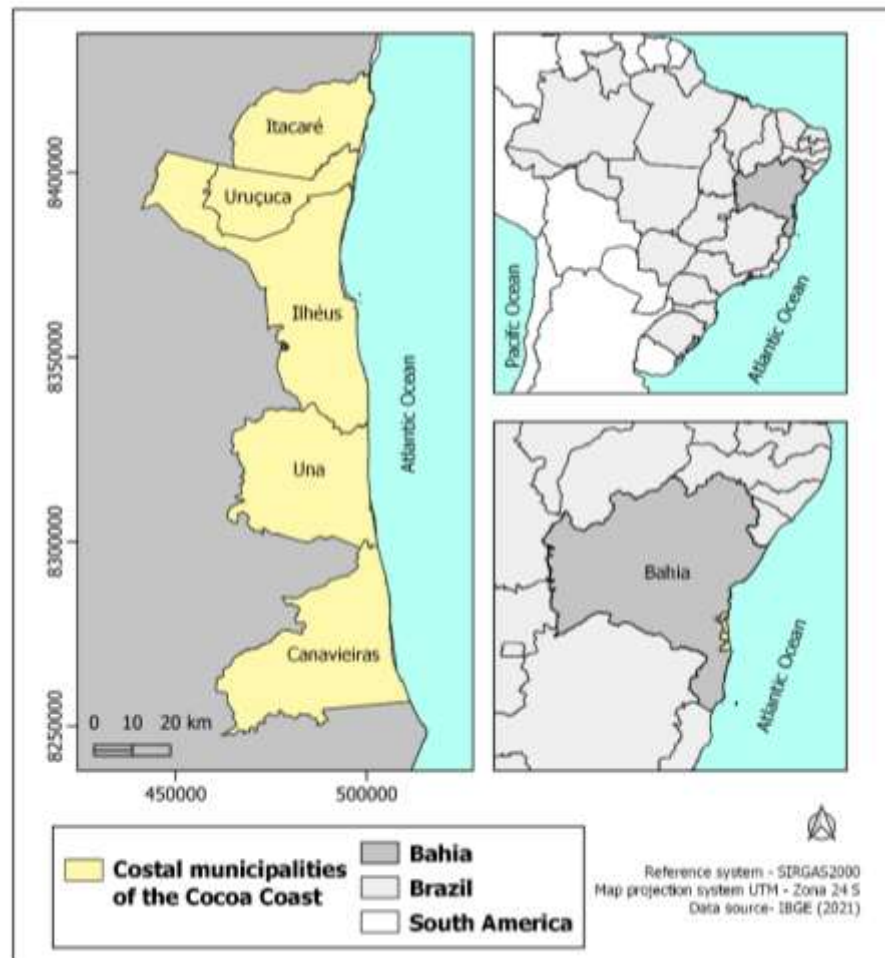 Itacaré
Uruçuca
Ilhéus
Una
Canavieiras
Atlantic Ocean
8400000
8350000
8300000
8250000
0 10 20 km
450000
500000
Pacifc Ocean
Atlantic Ocean
Bahia
Atlantic Ocean
Costal municipalities
of the Cocoa Coast
Bahia
Brazil
South America
Reference system - SIRGAS2000
Map projection system UTM - Zona 24 S
Data source- IBGE (2021)